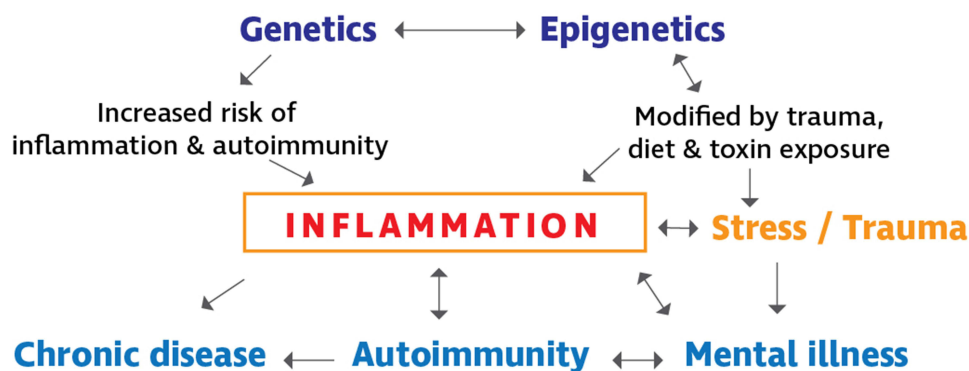 Genetics
Epigenetics
Increased risk of
inflammation & autoimmunity
Modified by trauma,
diet & toxin exposure
INFLAMMATION
Stress / Trauma
Chronic disease
Autoimmunity
Mental illness